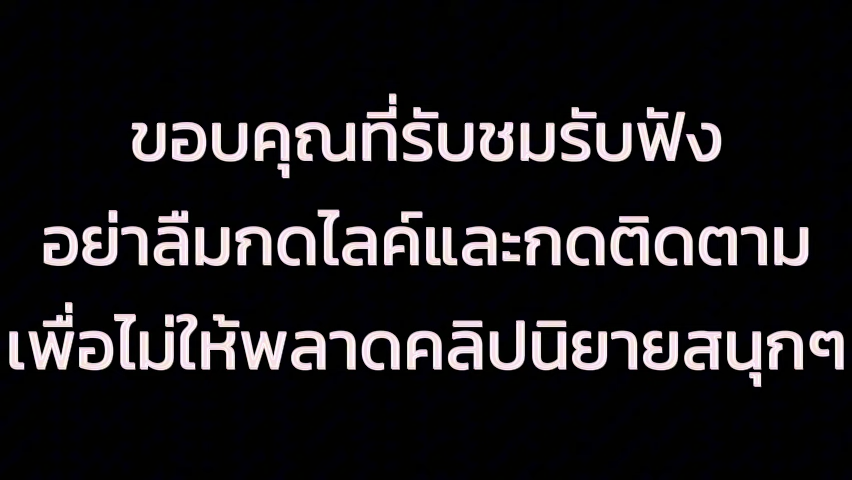 ขอบคุณที่รับชมรับฟัง
อย่าลืมกดไลค์และกดติดตาม
เพื่อไม่ให้พลาดคลิปนิยายสนุกๆ